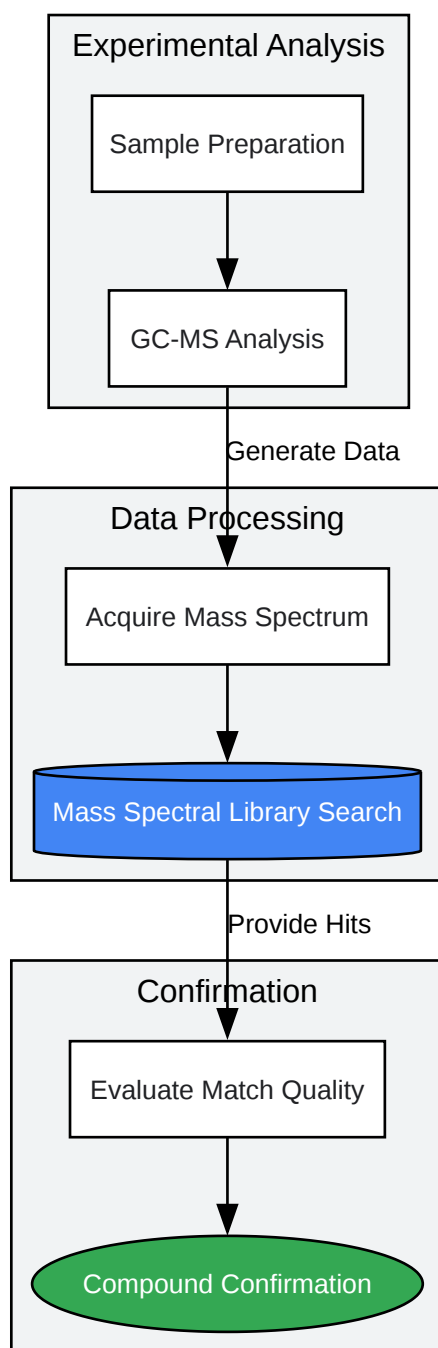 Experimental Analysis
Sample Preparation
GC-MS Analysis
Generate Data
Data Processing
Acquire Mass Spectrum
Mass Spectral Library Search
Provide Hits
Confirmation
Evaluate Match Quality
Compound Confirmation